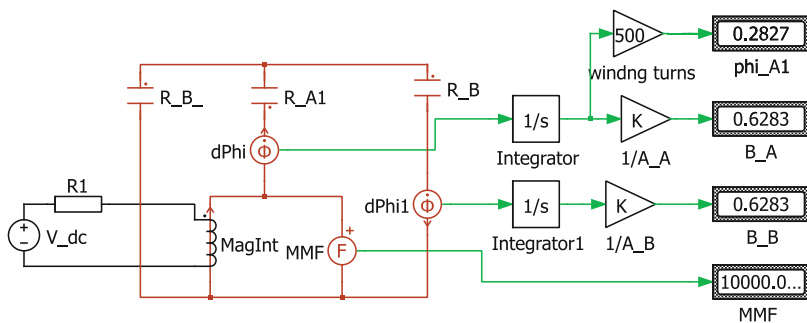 500
0.2827
windng turns
phi_A1
R_B_
R_A1
R_B
dPhi
Φ
1/s
K
0.6283
Integrator
1/A_A
B_A
R1
V_dc
MagInt
MMF
F
dPhi1
Φ
1/s
K
0.6283
Integrator1
1/A_B
B_B
10000.0...
MMF